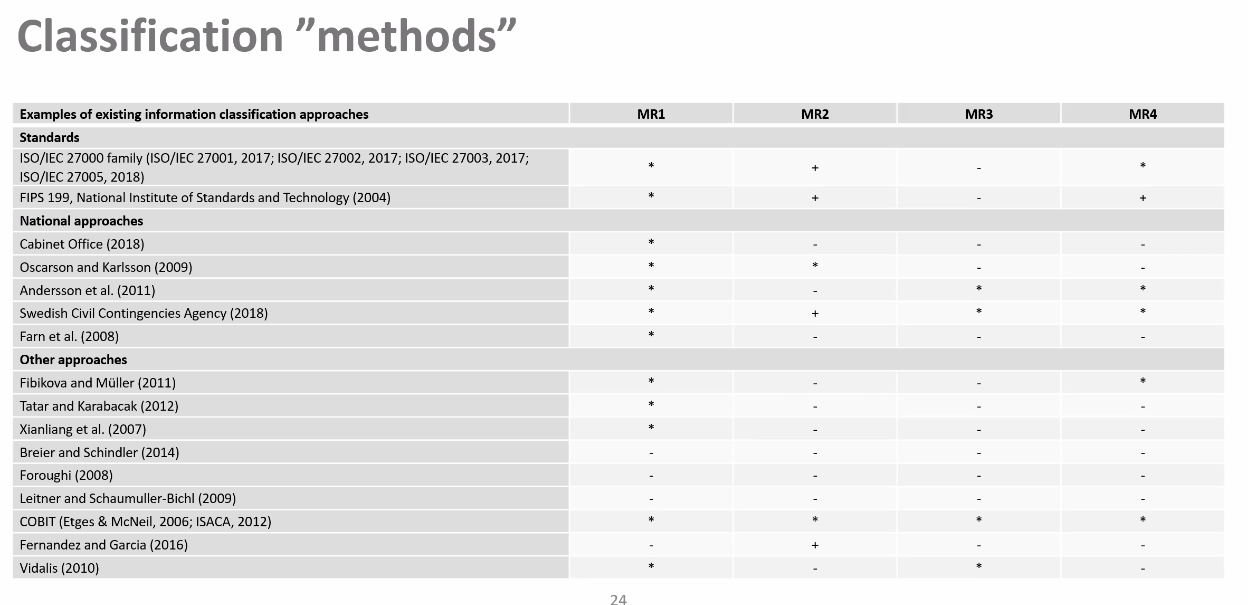 Classification ”methods”
Examples of existing information classification approaches MR1 MR2 MR3 MR4
Standards
ISO/IEC 27000 family (ISO/IEC 27001, 2017; ISO/IEC 27002, 2017; ISO/IEC 27003, 2017;
ISO/IEC 27005, 2018) * + - *
FIPS 199, National Institute of Standards and Technology (2004) * + - +
National approaches
Cabinet Office (2018) * - - -
Oscarson and Karlsson (2009) * * - -
Andersson et al. (2011) * - * *
Swedish Civil Contingencies Agency (2018) * + * *
Farn et al. (2008) * - - -
Other approaches
Fibikova and Müller (2011) * - - *
Tatar and Karabacak (2012) * - - -
Xianliang et al. (2007) * - - -
Breier and Schindler (2014) - - - -
Foroughi (2008) - - - -
Leitner and Schaumuller-Bichl (2009) - - - -
COBIT (Etges & McNeil, 2006; ISACA, 2012) * * * *
Fernandez and Garcia (2016) - + - -
Vidalis (2010) * - * -
24